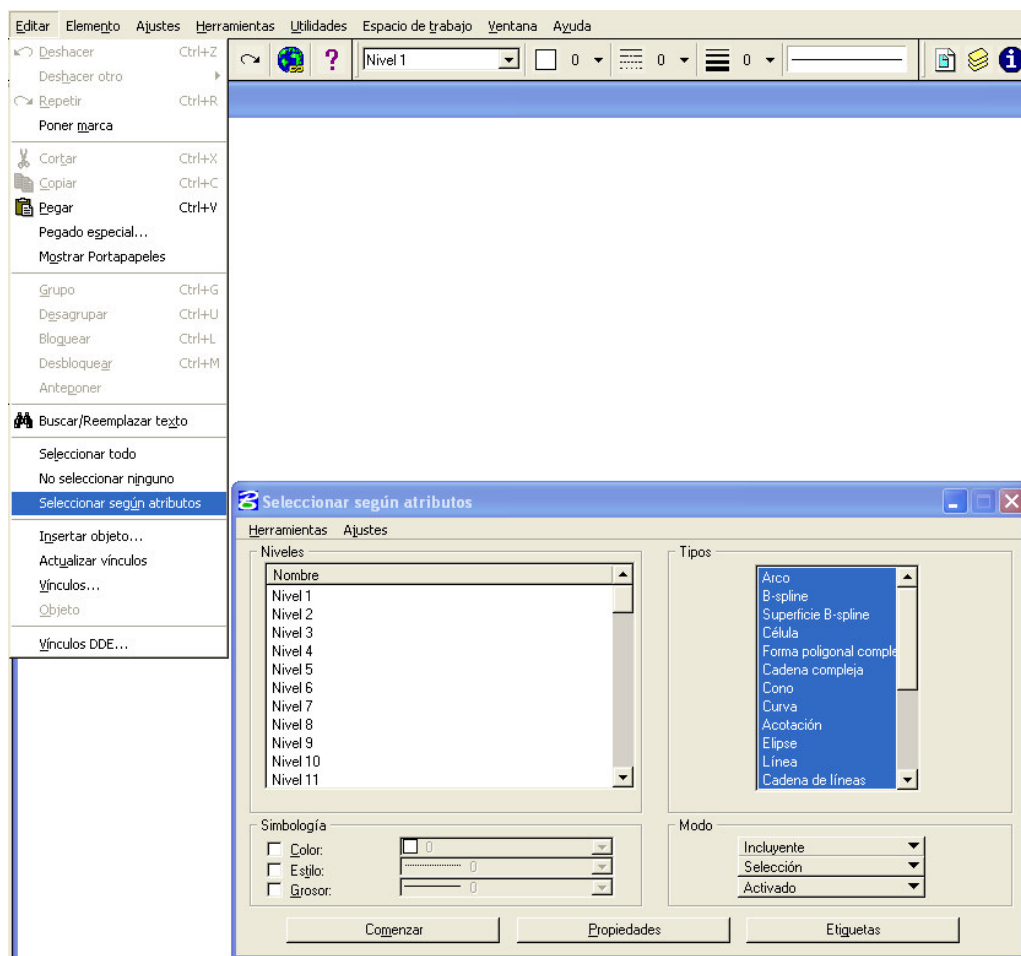 Editar Elemento Ajustes Herramientas Utilidades Espacio de trabajo Ventana Ayuda
Deshacer Ctrl+Z
Deshacer otro
Repetir Ctrl+R
Poner marca
Cortar Ctrl+X
Copiar Ctrl+C
Pegar Ctrl+V
Pegado especial...
Mostrar Portapapeles
Grupo Ctrl+G
Desagrupar Ctrl+U
Bloquear Ctrl+L
Desbloquear Ctrl+M
Anteponer
Buscar/Reemplazar texto
Seleccionar todo
No seleccionar ninguno
Seleccionar según atributos
Insertar objeto...
Actualizar vínculos
Vínculos...
Objeto
Vínculos DDE...
? Nivel 1 0 0 0
Seleccionar según atributos
Herramientas Ajustes
Niveles
Nombre
Nivel 1
Nivel 2
Nivel 3
Nivel 4
Nivel 5
Nivel 6
Nivel 7
Nivel 8
Nivel 9
Nivel 10
Nivel 11
Tipos
Arco
B-spline
Superficie B-spline
Célula
Forma poligonal comple
Cadena compleja
Cono
Curva
Acotación
Elipse
Línea
Cadena de líneas
Simbología
Color: 0
Estilo: 0
Grosor: 0
Modo
Incluyente
Selección
Activado
Comenzar Propiedades Etiquetas